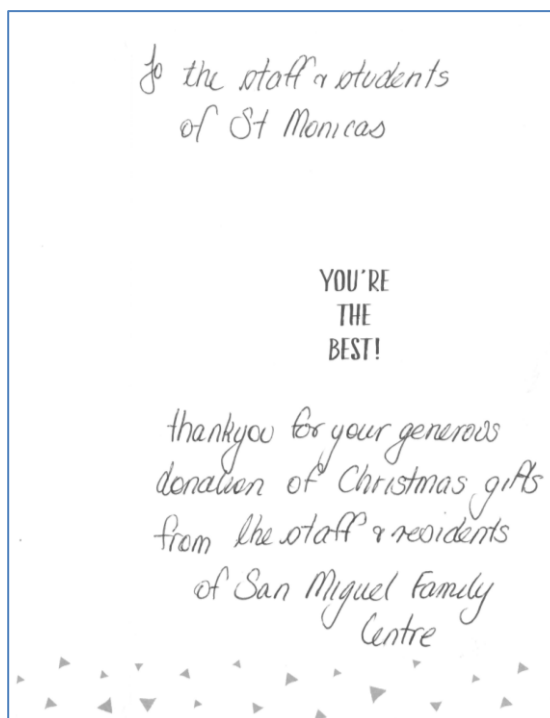 To the staff & students
of St Monicas
YOU'RE
THE
BEST!
thankyou for your generous
donation of Christmas gifts
from the staff & residents
of San Miguel Family
Centre